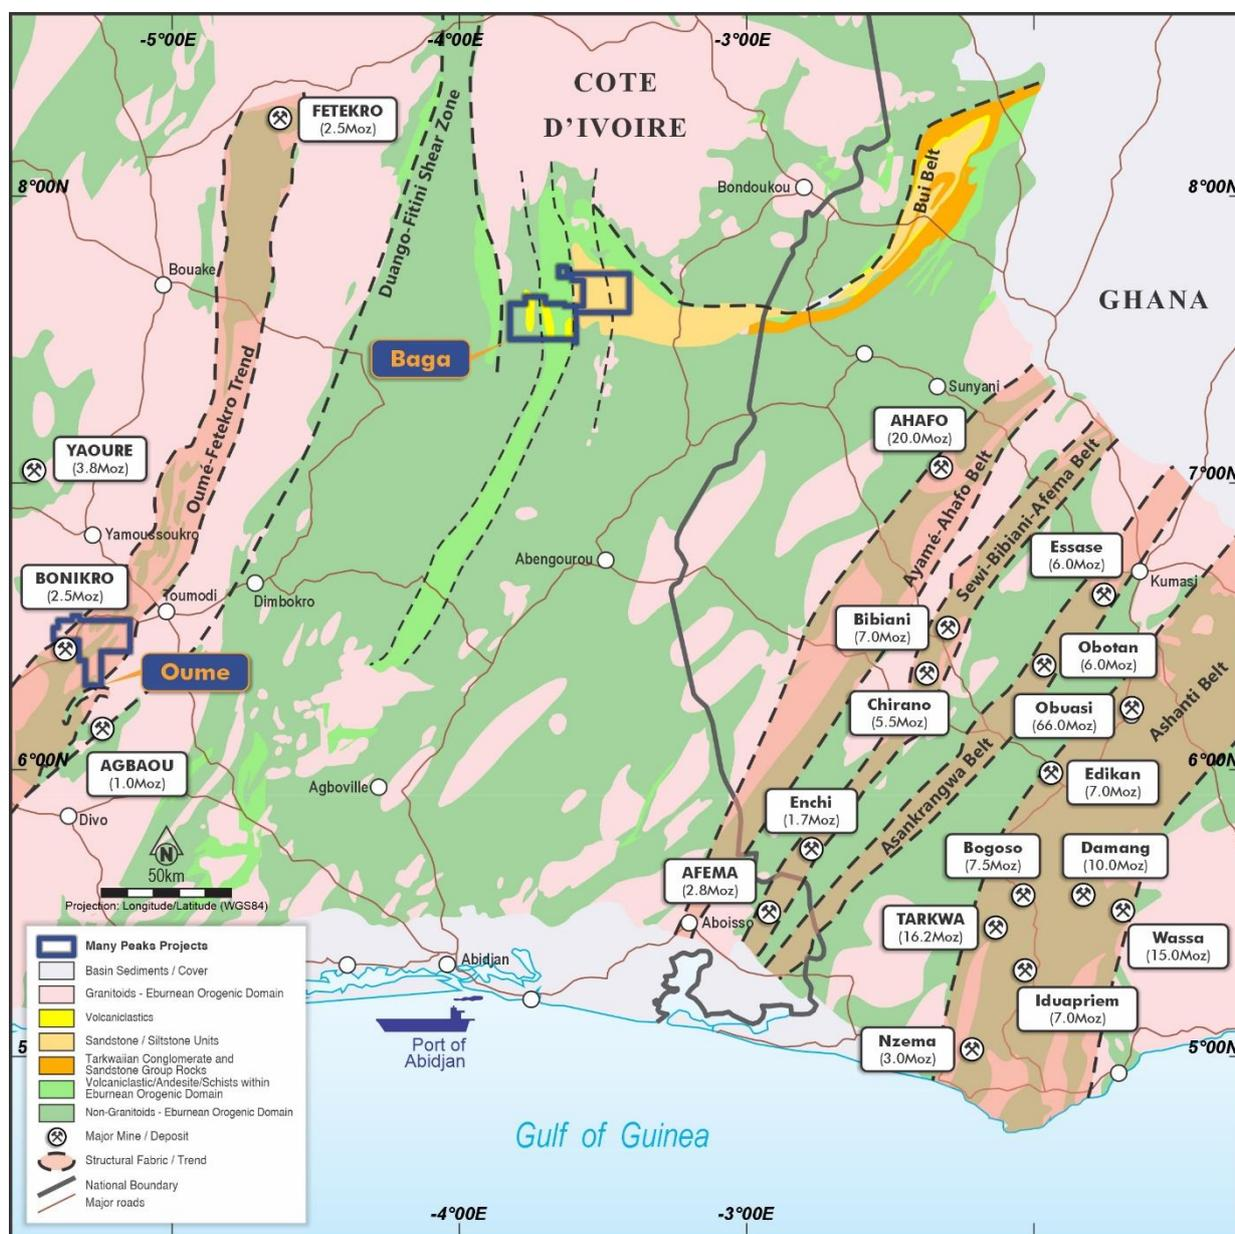 -5°00E
-4°00E
-3°00E
COTE
D'IVOIRE
FETEKRO
(2.5Moz)
Duango-Fitini Shear Zone
8°00N
Bondoukou
Bui Belt
8°00N
Bouake
GHANA
Baga
Oumé-Fetekro Trend
Sunyani
AHAFO
(20.0Moz)
YAOURE
(3.8Moz)
Ayamé-Ahafo Belt
Sewi-Bibiani-Afema Belt
7°00N
Yamoussoukro
Abengourou
Essase
(6.0Moz)
Kumasi
BONIKRO
(2.5Moz)
Toumodi
Dimbokro
Bibiani
(7.0Moz)
Obotan
(6.0Moz)
Oume
Chirano
(5.5Moz)
Obuasi
(66.0Moz)
Ashanti Belt
6°00N
AGBAOU
(1.0Moz)
6°00N
Agboville
Edikan
(7.0Moz)
Asankrangwa Belt
Divo
Enchi
(1.7Moz)
N
50km
Projection: Longitude/Latitude (WGS84)
Bogoso
(7.5Moz)
Damang
(10.0Moz)
AFEMA
(2.8Moz)
Aboisso
TARKWA
(16.2Moz)
Wassa
(15.0Moz)
Abidjan
Iduapriem
(7.0Moz)
Port of
Abidjan
Nzema
(3.0Moz)
5
5°00N
Many Peaks Projects
Basin Sediments / Cover
Granitoids - Eburnean Orogenic Domain
Volcaniclastics
Sandstone / Siltstone Units
Tarkwaiian Conglomerate and
Sandstone Group Rocks
Volcaniclastic/Andesite/Schists within
Eburnean Orogenic Domain
Non-Granitoids - Eburnean Orogenic Domain
Major Mine / Deposit
Structural Fabric / Trend
National Boundary
Major roads
Gulf of Guinea
-4°00E
-3°00E